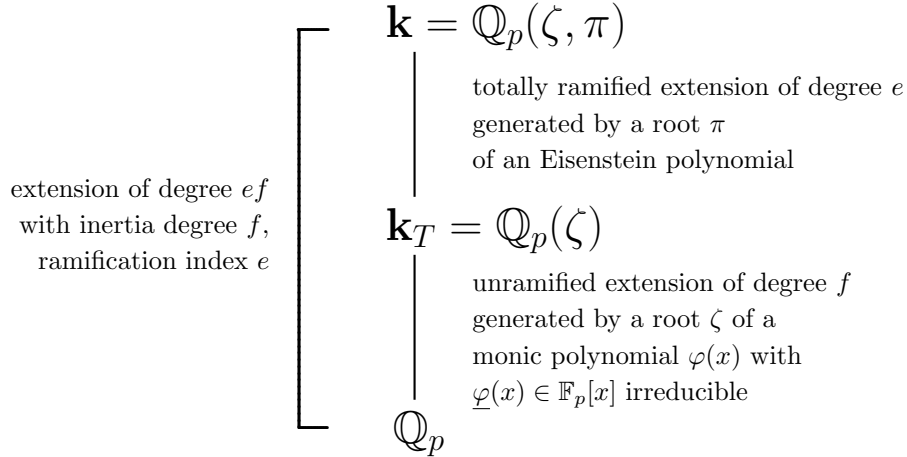 𝐤 = ℚ_p(ζ, π)
totally ramified extension of degree e
generated by a root π
of an Eisenstein polynomial
extension of degree ef
with inertia degree f,
ramification index e
𝐤_T = ℚ_p(ζ)
unramified extension of degree f
generated by a root ζ of a
monic polynomial φ(x) with
φ̲(x) ∈ 𝔽_p[x] irreducible
ℚ_p